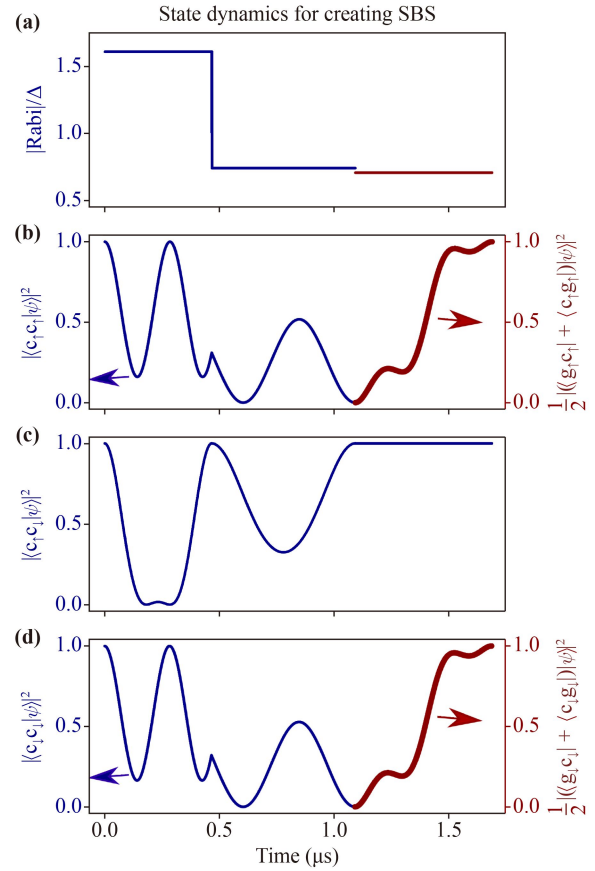 State dynamics for creating SBS
(a)
|Rabi|/Δ
1.5
1.0
0.5
(b)
|⟨c↑c↑|ψ⟩|²
1.0
0.5
0.0
1.0
0.5
0.0
1/2|(⟨g↑c↑| + ⟨c↑g↑|)|ψ⟩|²
(c)
|⟨c↑c↓|ψ⟩|²
1.0
0.5
0.0
(d)
|⟨c↓c↓|ψ⟩|²
1.0
0.5
0.0
1.0
0.5
0.0
1/2|(⟨g↓c↓| + ⟨c↓g↓|)|ψ⟩|²
0.0 0.5 1.0 1.5
Time (μs)